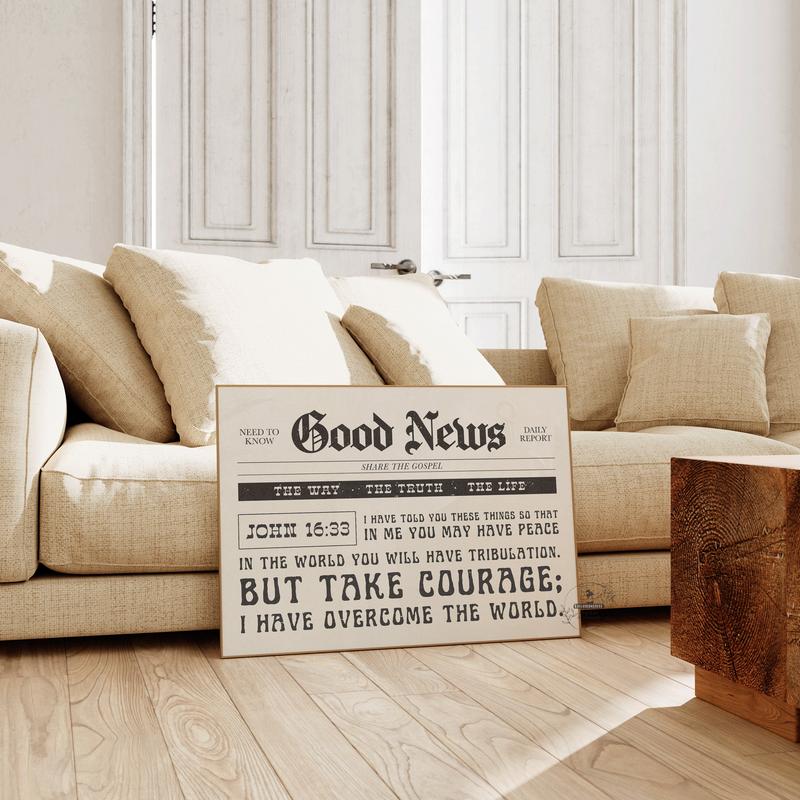 NEED TO KNOW
Good News
DAILY REPORT
SHARE THE GOSPEL
THE WAY · THE TRUTH · THE LIFE
JOHN 16:33
I HAVE TOLD YOU THESE THINGS SO THAT
IN ME YOU MAY HAVE PEACE
IN THE WORLD YOU WILL HAVE TRIBULATION.
BUT TAKE COURAGE;
I HAVE OVERCOME THE WORLD.